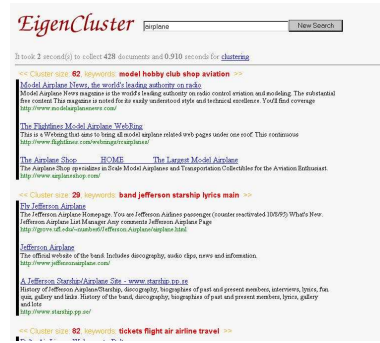 EigenCluster airplane New Search
It took 2 second(s) to collect 428 documents and 0.910 seconds for clustering
<< Cluster size: 62, keywords: model hobby club shop aviation >>
Model Airplane News, the world's leading authority on radio
Model Airplane News magazine is the world's leading authority on radio control aviation and modeling. The substantial
free content This magazine is noted for its easily understood style and technical excellence. You'll find coverage
http://www.modelairplanenews.com/
The Flightlines Model Airplane WebRing
This is a Webring that aims to bring all model airplane related web pages under one roof. This continuous
http://www.flightlines.com/webrings/rcairplanes/
The Airplane Shop HOME The Largest Model Airplane
The Airplane Shop specializes in Scale Model Airplanes and Transportation Collectibles for the Aviation Enthusiast.
http://www.airplaneshop.com/
<< Cluster size: 29, keywords: band jefferson starship lyrics main >>
Fly Jefferson Airplane
The Jefferson Airplane Homepage. You are Jefferson Airlines passenger (counter reactivated 10/8/95) What's New.
Jefferson Airplane List Manager Any comments Jefferson Airplane Page
http://grove.ufl.edu/~number6/Jefferson.Airplane/airplane.html
Jefferson Airplane
The official website of the band. Includes discography, audio clips, news and information.
http://www.jeffersonairplane.com/
A Jefferson Starship/Airplane Site - www.starship.pp.se
History of Jefferson Airplane/Starship, discography, biographies of past and present members, interviews, lyrics, fun
quiz, gallery and links. History of the band, discography, biographies of past and present members, lyrics, gallery
and lots
http://www.starship.pp.se/
<< Cluster size: 82, keywords: tickets flight air airline travel >>